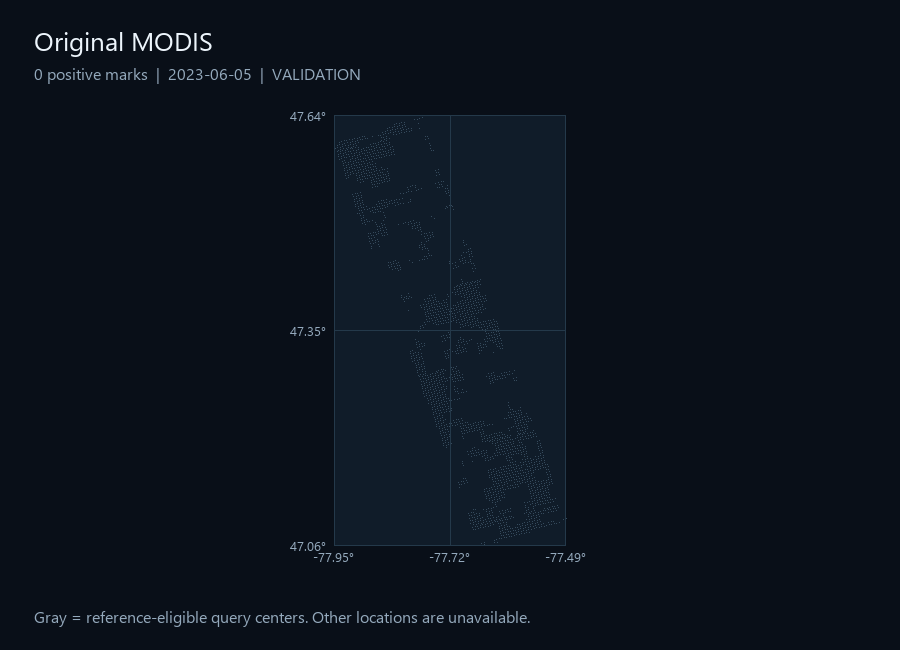 Original MODIS
0 positive marks | 2023-06-05 | VALIDATION
47.64°
47.35°
47.06°
-77.95° -77.72° -77.49°
Gray = reference-eligible query centers. Other locations are unavailable.